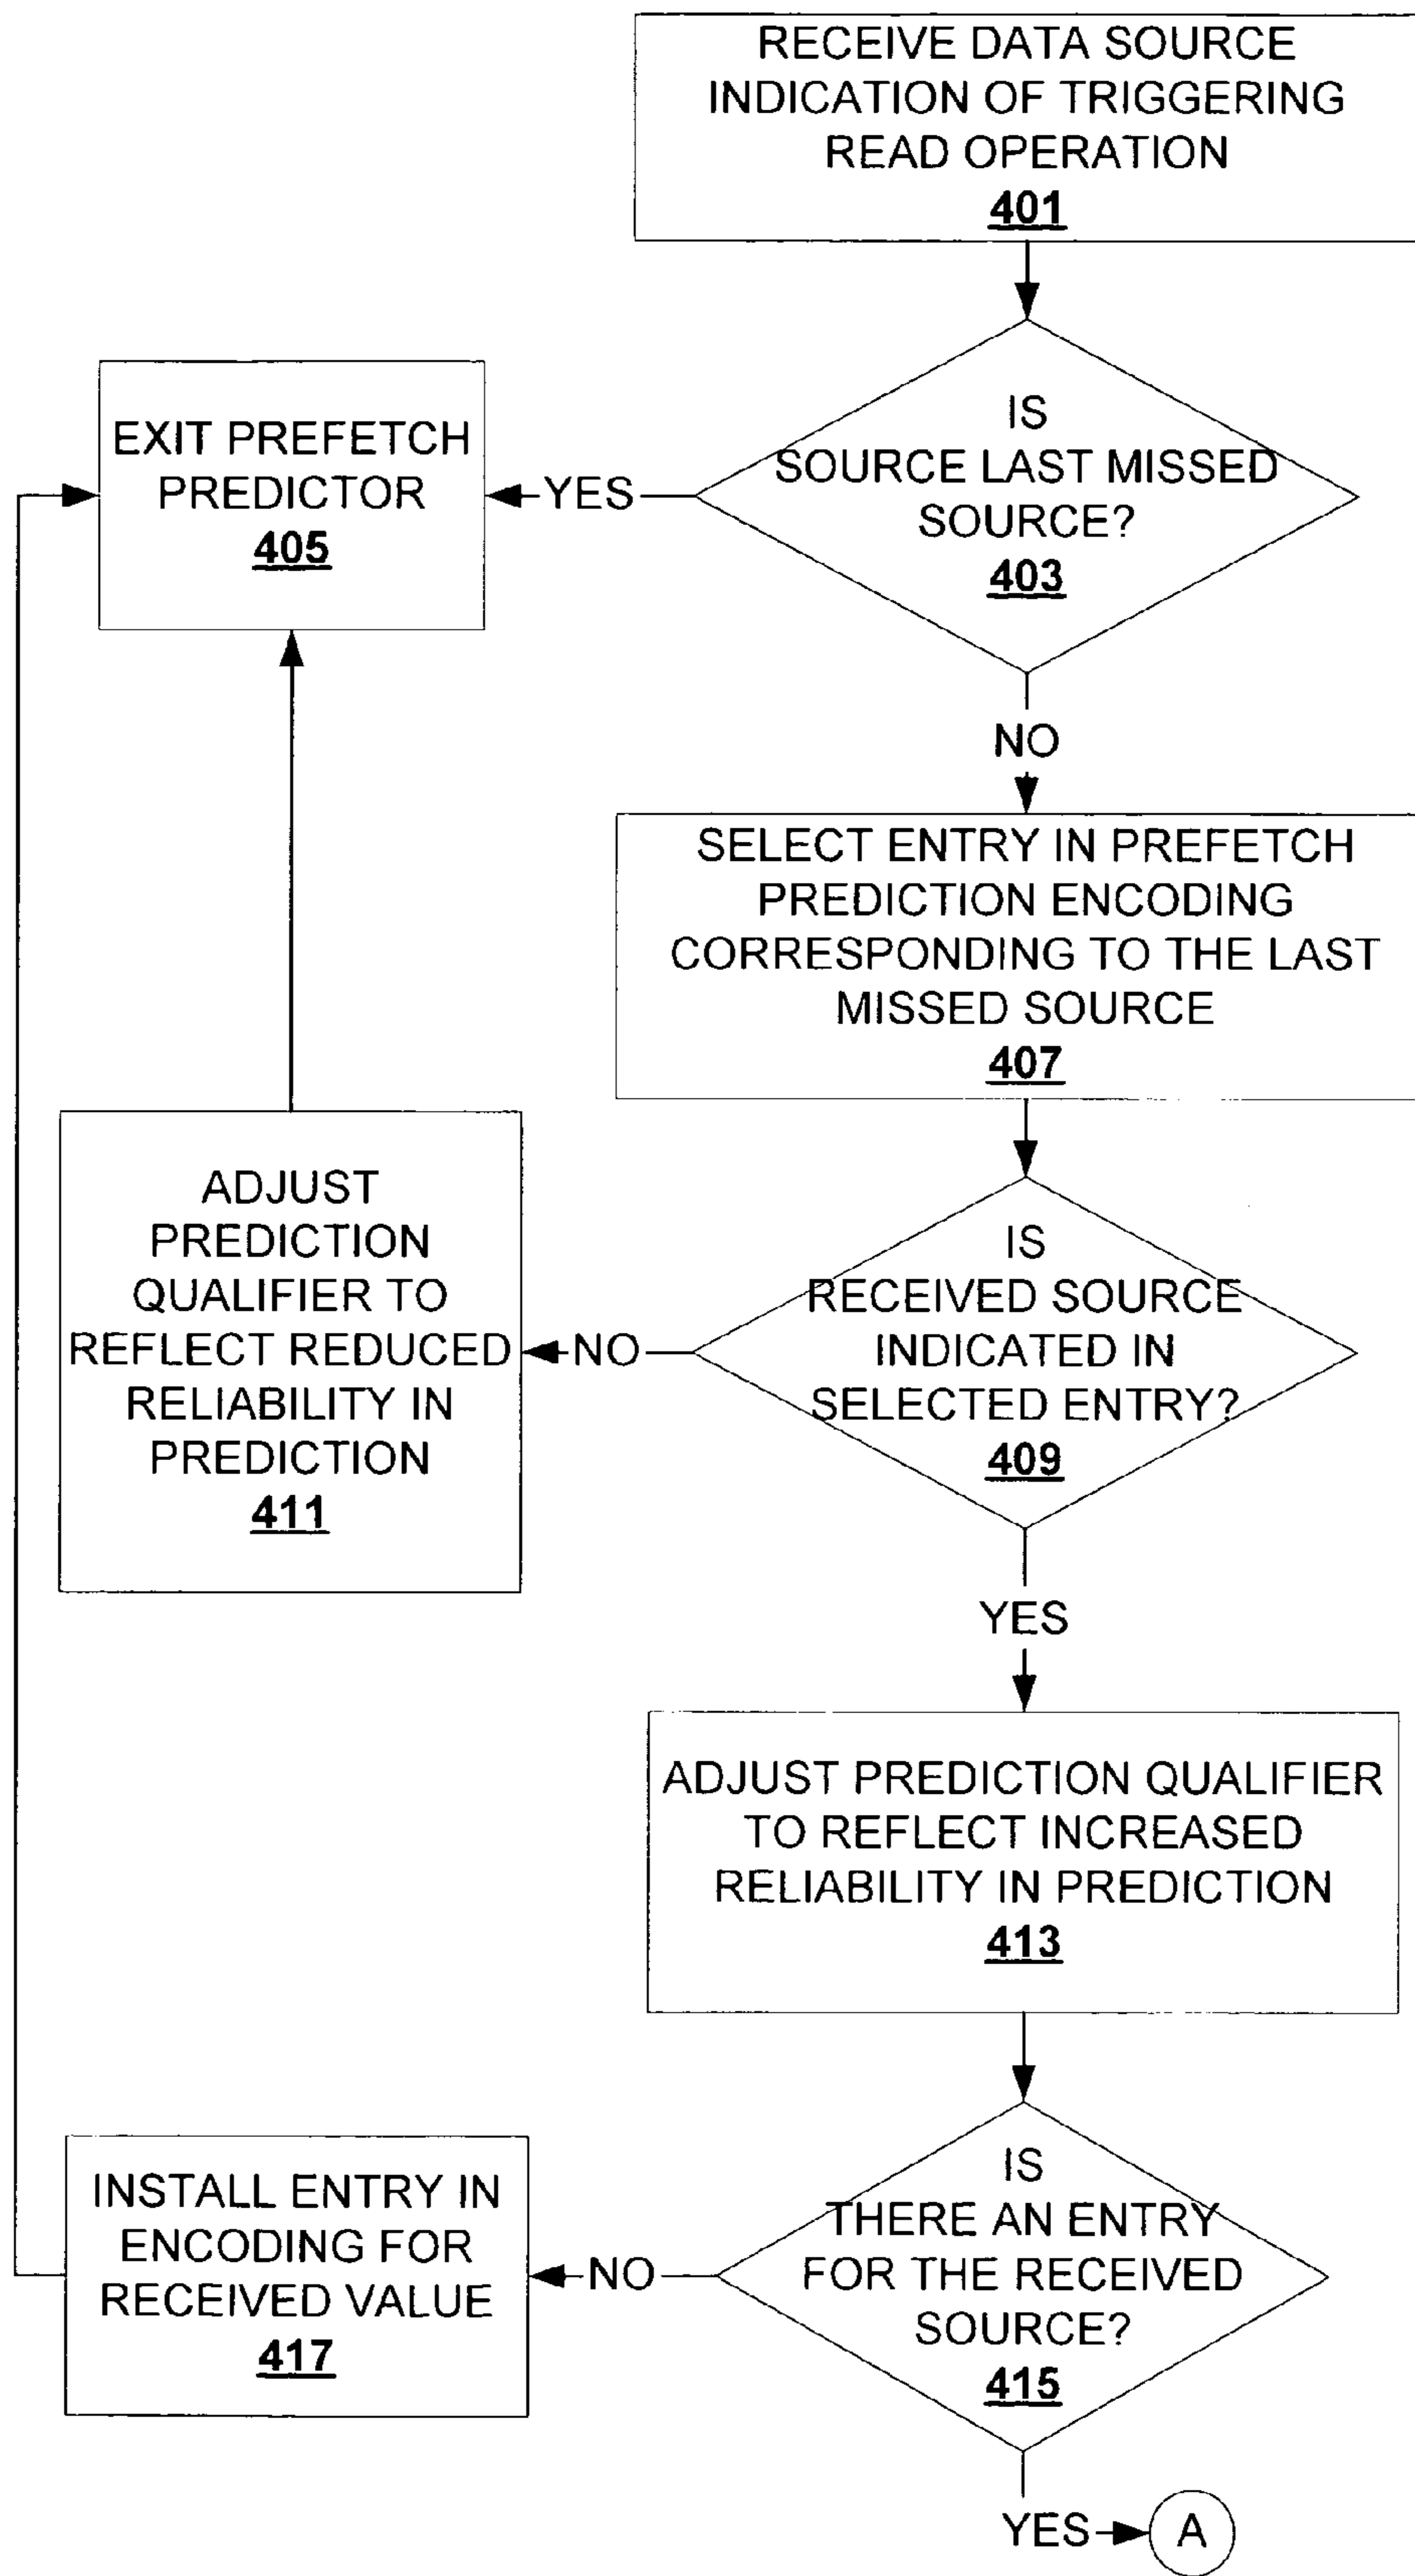 RECEIVE DATA SOURCE
INDICATION OF TRIGGERING
READ OPERATION
401
IS
SOURCE LAST MISSED
SOURCE?
403
YES
EXIT PREFETCH
PREDICTOR
405
NO
SELECT ENTRY IN PREFETCH
PREDICTION ENCODING
CORRESPONDING TO THE LAST
MISSED SOURCE
407
IS
RECEIVED SOURCE
INDICATED IN
SELECTED ENTRY?
409
NO
ADJUST
PREDICTION
QUALIFIER TO
REFLECT REDUCED
RELIABILITY IN
PREDICTION
411
YES
ADJUST PREDICTION QUALIFIER
TO REFLECT INCREASED
RELIABILITY IN PREDICTION
413
IS
THERE AN ENTRY
FOR THE RECEIVED
SOURCE?
415
NO
INSTALL ENTRY IN
ENCODING FOR
RECEIVED VALUE
417
YES
A